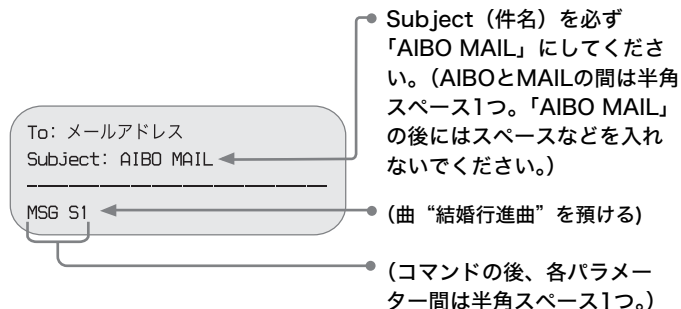 To: メールアドレス
Subject: AIBO MAIL
MSG S1
Subject（件名）を必ず
「AIBO MAIL」にしてくださ
い。（AIBOとMAILの間は半角
スペース1つ。「AIBO MAIL」
の後にはスペースなどを入れ
ないでください。）
(曲“結婚行進曲”を預ける)
(コマンドの後、各パラメー
ター間は半角スペース1つ。）